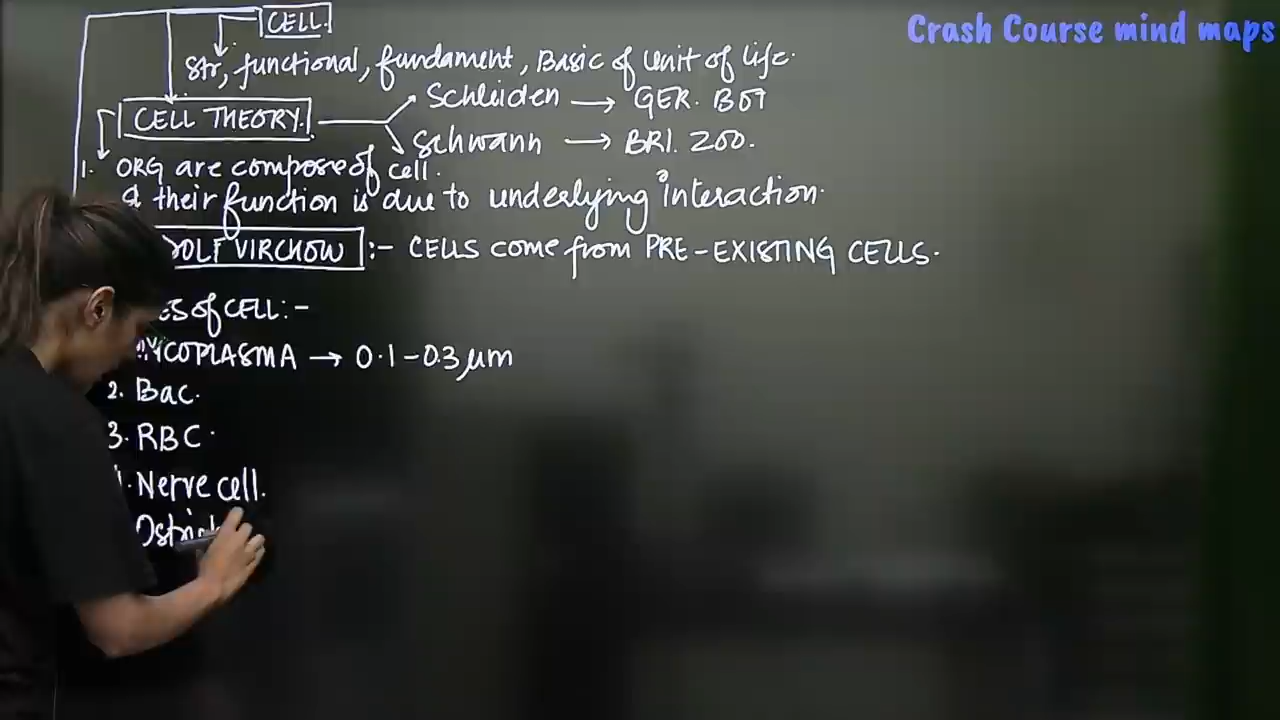 Crash Course mind maps
CELL.
Str, functional, fundament, Basic of Unit of Life.
CELL THEORY.
Schleiden → GER. BOT
Schwann → BRI. ZOO.
1. ORG are compose of cell.
& their function is due to underlying Interaction.
VIRCHOW :- CELLS come from PRE-EXISTING CELLS.
of CELL:-
MYCOPLASMA → 0.1-0.3 μm
2. Bac.
3. RBC.
Nerve cell.